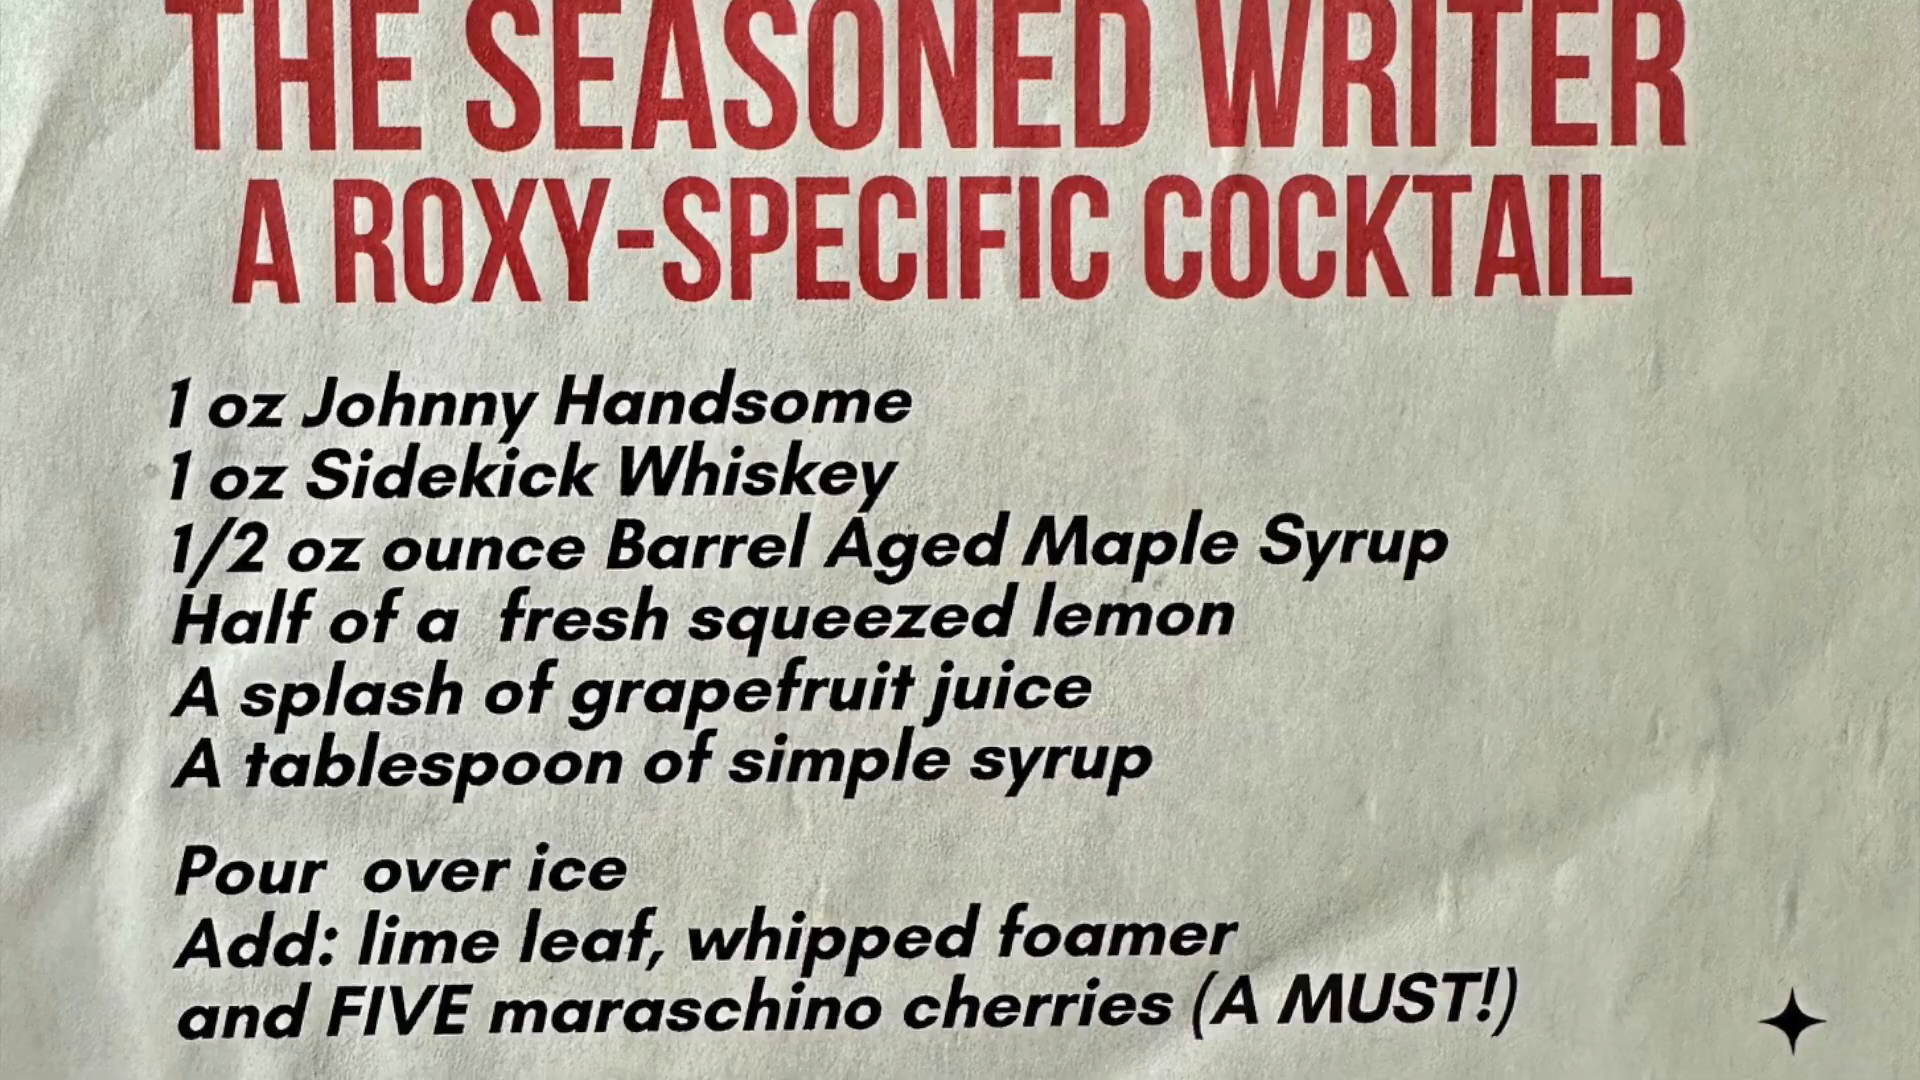 THE SEASONED WRITER
A ROXY-SPECIFIC COCKTAIL
1 oz Johnny Handsome
1 oz Sidekick Whiskey
1/2 oz ounce Barrel Aged Maple Syrup
Half of a fresh squeezed lemon
A splash of grapefruit juice
A tablespoon of simple syrup
Pour over ice
Add: lime leaf, whipped foamer
and FIVE maraschino cherries (A MUST!)